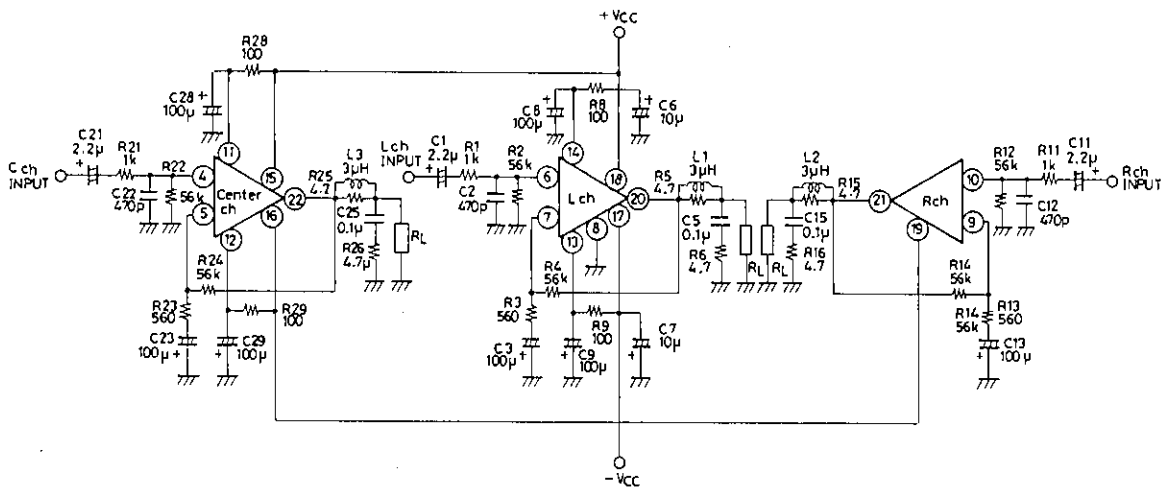 +VCC
R28
100
C28
100µ
+
R8
100
C8
100µ
+
C6
10µ
+
11
14
C21
2.2µ
+
R21
1k
R22
56k
C ch
INPUT
C22
470p
4
5
Center
ch
15
16
12
22
L3
3µH
R25
4.7
C25
0.1µ
R26
4.7µ
RL
R24
56k
R23
560
R29
100
C23
100µ
+
C29
100µ
+
Lch
INPUT
C1
2.2µ
+
R1
1k
R2
56k
C2
470p
6
7
Lch
18
17
8
13
20
L1
3µH
R5
4.7
C5
0.1µ
R6
4.7
RL
R4
56k
R3
560
R9
100
C3
100µ
+
C9
100µ
+
C7
10µ
+
L2
3µH
R15
4.7
C15
0.1µ
R16
4.7
RL
21
Rch
10
9
19
R12
56k
R11
1k
C11
2.2µ
+
Rch
INPUT
C12
470p
R14
56k
R14
56k
R13
560
C13
100µ
+
-VCC